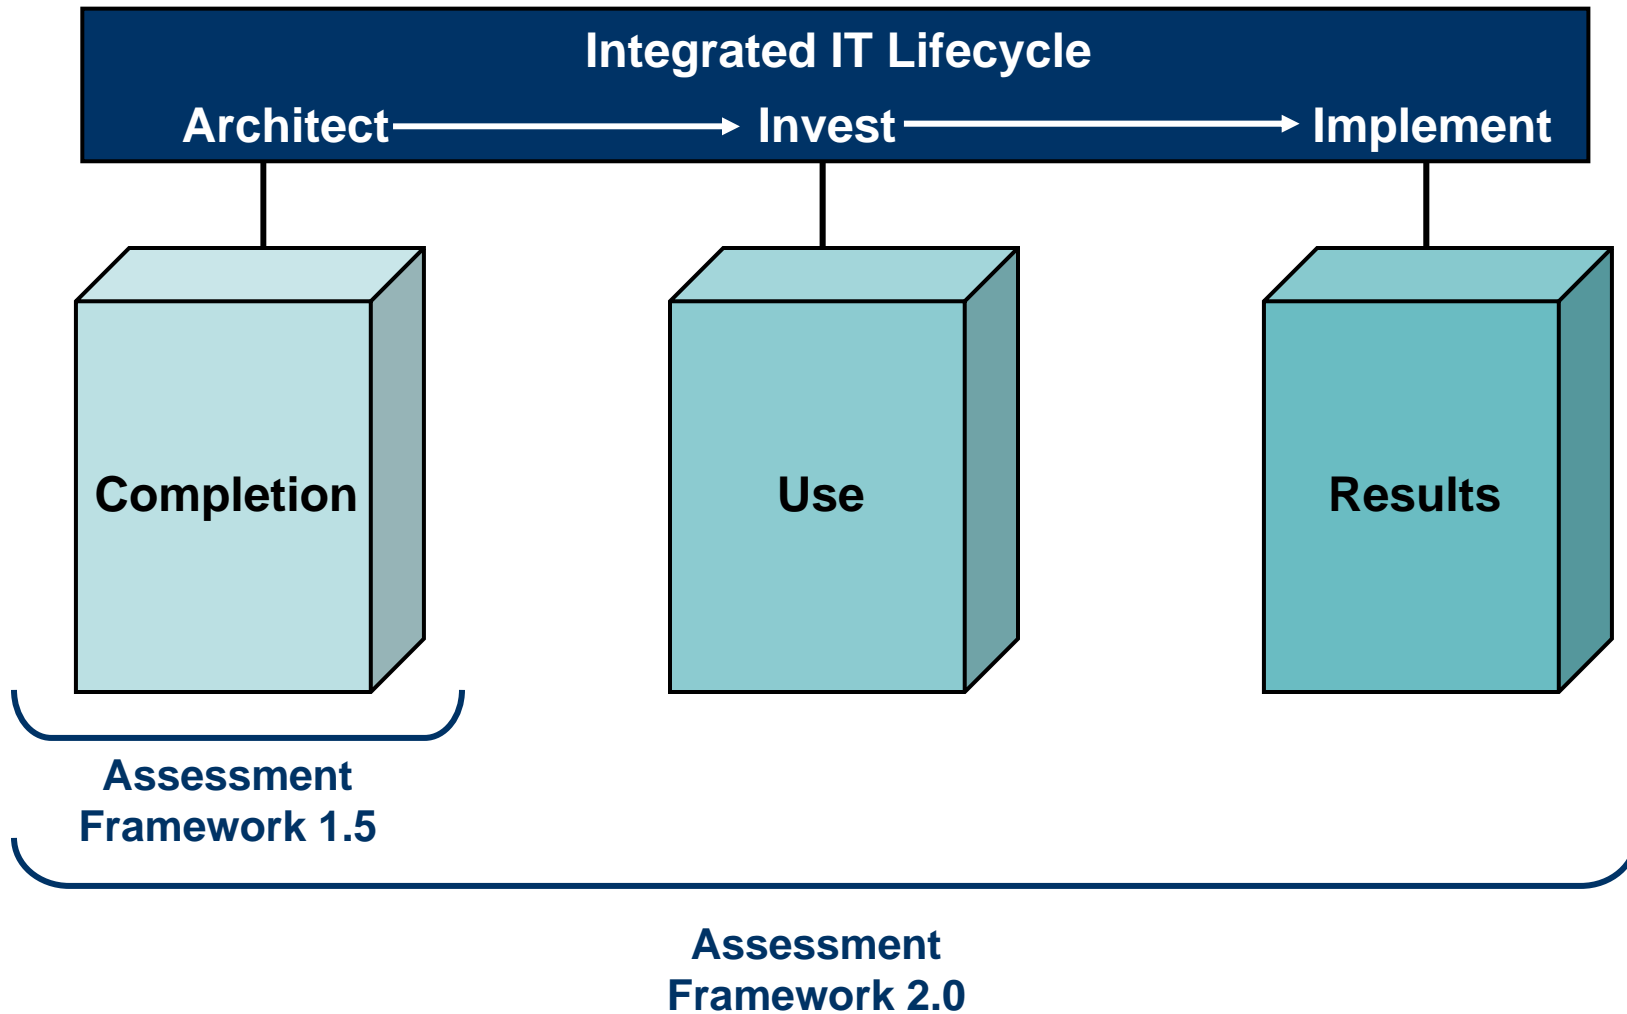 Integrated IT Lifecycle
Architect Invest Implement
Completion Use Results
Assessment
Framework 1.5
Assessment
Framework 2.0